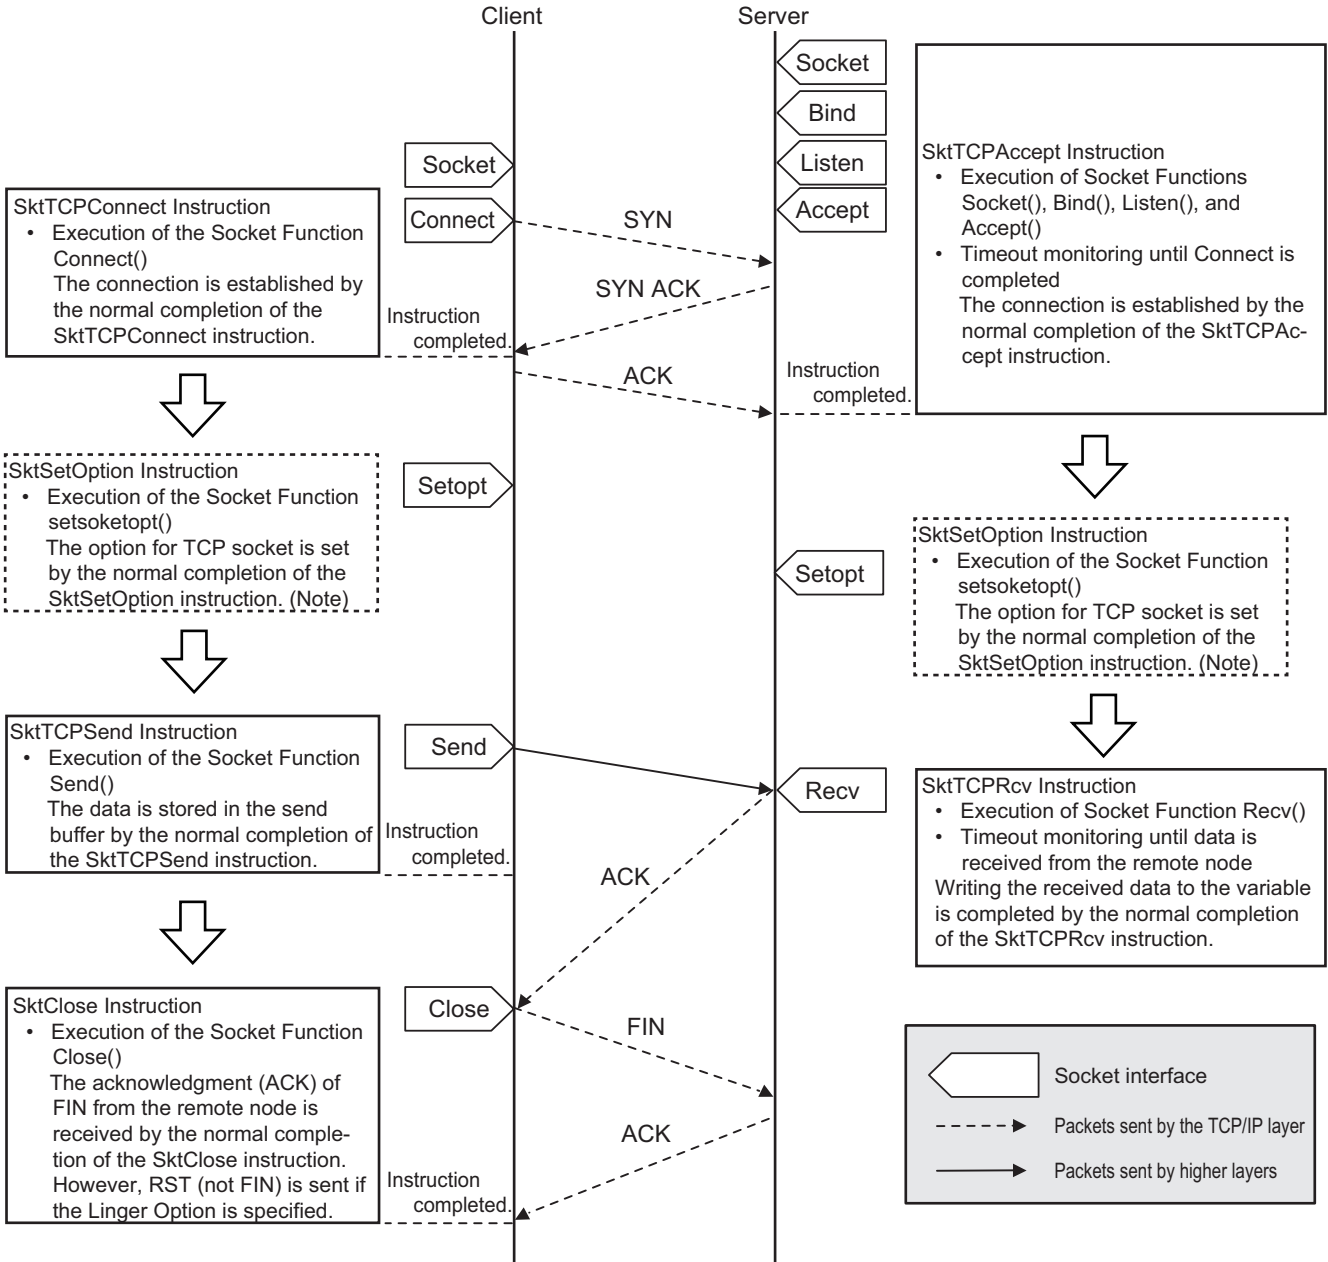 Client
Server
Socket
Bind
Listen
Accept
SktTCPAccept Instruction
• Execution of Socket Functions
Socket(), Bind(), Listen(), and
Accept()
• Timeout monitoring until Connect is
completed
The connection is established by the
normal completion of the SktTCPAc-
cept instruction.
Socket
Connect
SktTCPConnect Instruction
• Execution of the Socket Function
Connect()
The connection is established by
the normal completion of the
SktTCPConnect instruction.
SYN
SYN ACK
Instruction
completed.
ACK
Instruction
completed.
SktSetOption Instruction
• Execution of the Socket Function
setsoketopt()
The option for TCP socket is set
by the normal completion of the
SktSetOption instruction. (Note)
Setopt
Setopt
SktSetOption Instruction
• Execution of the Socket Function
setsoketopt()
The option for TCP socket is set
by the normal completion of the
SktSetOption instruction. (Note)
SktTCPSend Instruction
• Execution of the Socket Function
Send()
The data is stored in the send
buffer by the normal completion of
the SktTCPSend instruction.
Send
Instruction
completed.
Recv
ACK
SktTCPRcv Instruction
• Execution of Socket Function Recv()
• Timeout monitoring until data is
received from the remote node
Writing the received data to the variable
is completed by the normal completion
of the SktTCPRcv instruction.
SktClose Instruction
• Execution of the Socket Function
Close()
The acknowledgment (ACK) of
FIN from the remote node is
received by the normal comple-
tion of the SktClose instruction.
However, RST (not FIN) is sent if
the Linger Option is specified.
Close
FIN
ACK
Instruction
completed.
Socket interface
Packets sent by the TCP/IP layer
Packets sent by higher layers